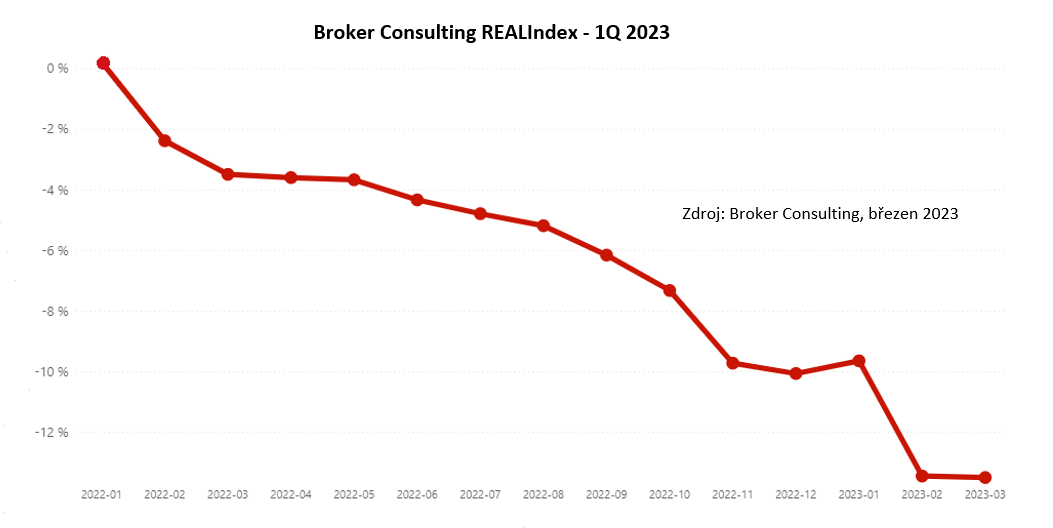 Broker Consulting REALIndex - 1Q 2023
0 %
-2 %
-4 %
Zdroj: Broker Consulting, březen 2023
-6 %
-8 %
-10 %
-12 %
2022-01 2022-02 2022-03 2022-04 2022-05 2022-06 2022-07 2022-08 2022-09 2022-10 2022-11 2022-12 2023-01 2023-02 2023-03